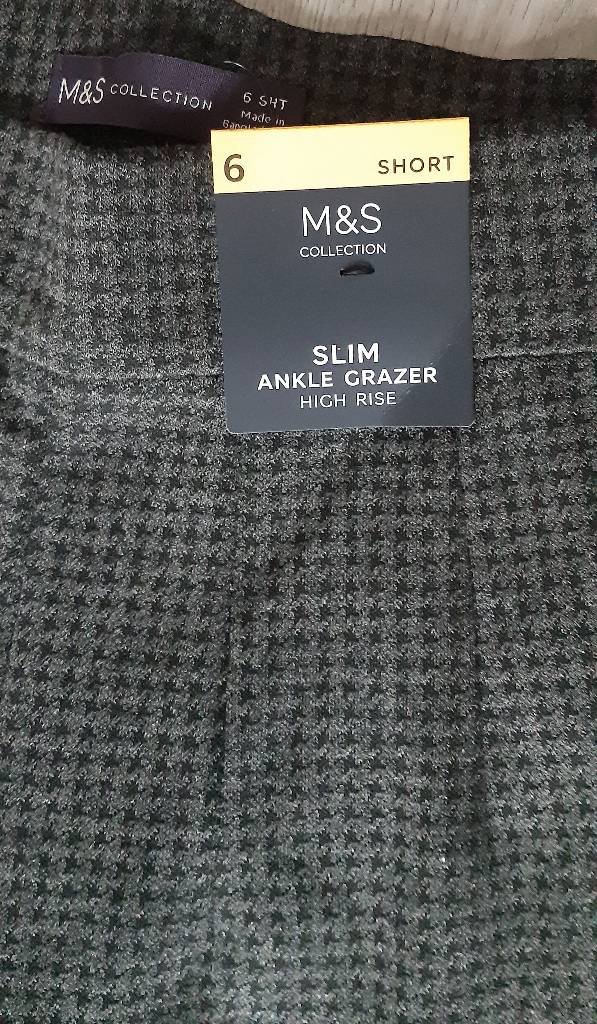 M&S COLLECTION
6 SHT
Made in
6 SHORT
M&S
COLLECTION
SLIM
ANKLE GRAZER
HIGH RISE